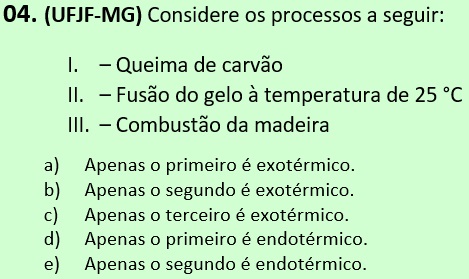 04. (UFJF-MG) Considere os processos a seguir:
I. – Queima de carvão
II. – Fusão do gelo à temperatura de 25 °C
III. – Combustão da madeira
a) Apenas o primeiro é exotérmico.
b) Apenas o segundo é exotérmico.
c) Apenas o terceiro é exotérmico.
d) Apenas o primeiro é endotérmico.
e) Apenas o segundo é endotérmico.